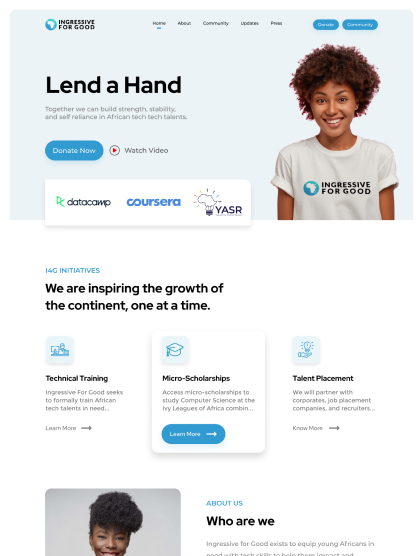 INGRESSIVE
FOR GOOD
Home About Community Updates Press
Donate Community
Lend a Hand
Together we can build strength, stability,
and self reliance in African tech tech talents.
Donate Now Watch Video
datacamp coursera YASR
INGRESSIVE
FOR GOOD
I4G INITIATIVES
We are inspiring the growth of
the continent, one at a time.
Technical Training
Ingressive For Good seeks
to formally train African
tech talents in need...
Learn More
Micro-Scholarships
Access micro-scholarships to
study Computer Science at the
Ivy Leagues of Africa combin...
Learn More
Talent Placement
We will partner with
corporates, job placement
companies, and recruiters...
Know More
ABOUT US
Who are we
Ingressive for Good exists to equip young Africans in
need with tech skills to help them impact and